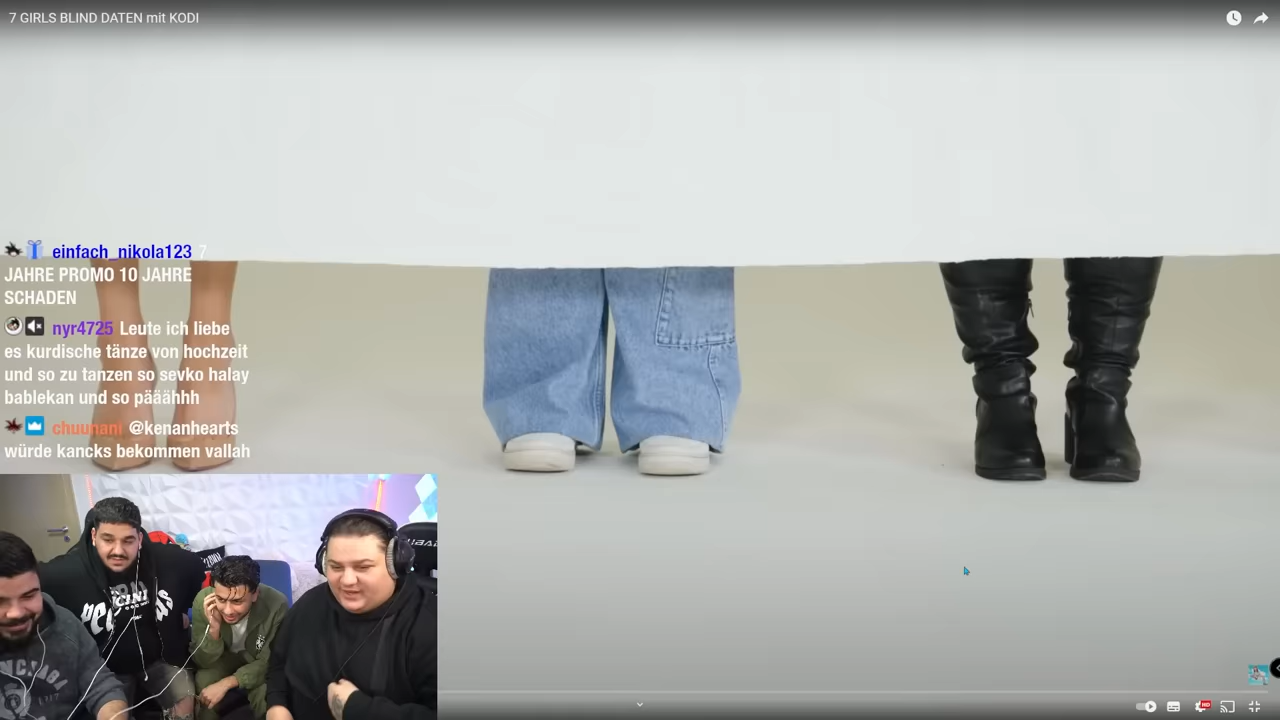 7 GIRLS BLIND DATEN mit KODI
einfach_nikola123 7
JAHRE PROMO 10 JAHRE
SCHADEN
nyr4725 Leute ich liebe
es kurdische tänze von hochzeit
und so zu tanzen so sevko halay
bablekan und so pääähhh
chuunani @kenanhearts
würde kancks bekommen vallah
HD